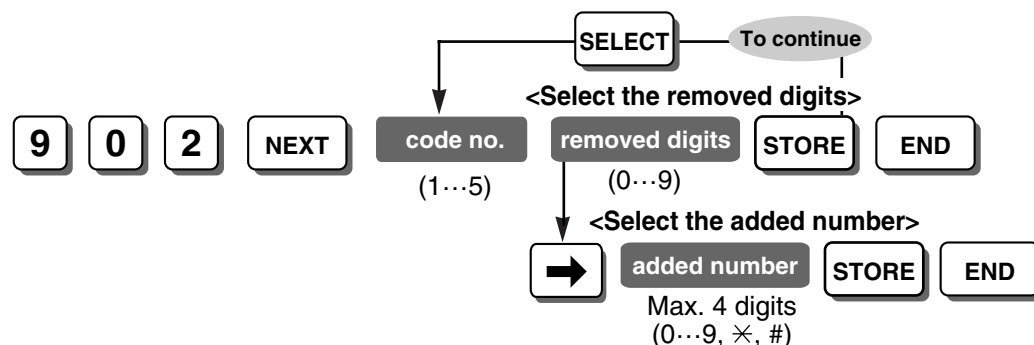 SELECT To continue
<Select the removed digits>
9 0 2 NEXT code no. removed digits STORE END
(1···5) (0···9)
<Select the added number>
➡ added number STORE END
Max. 4 digits
(0···9, ✳, #)